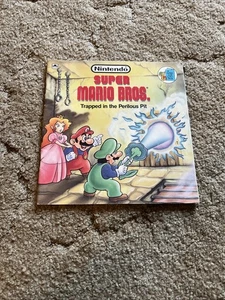 Nintendo
SUPER
MARIO BROS.
Trapped in the Perilous Pit